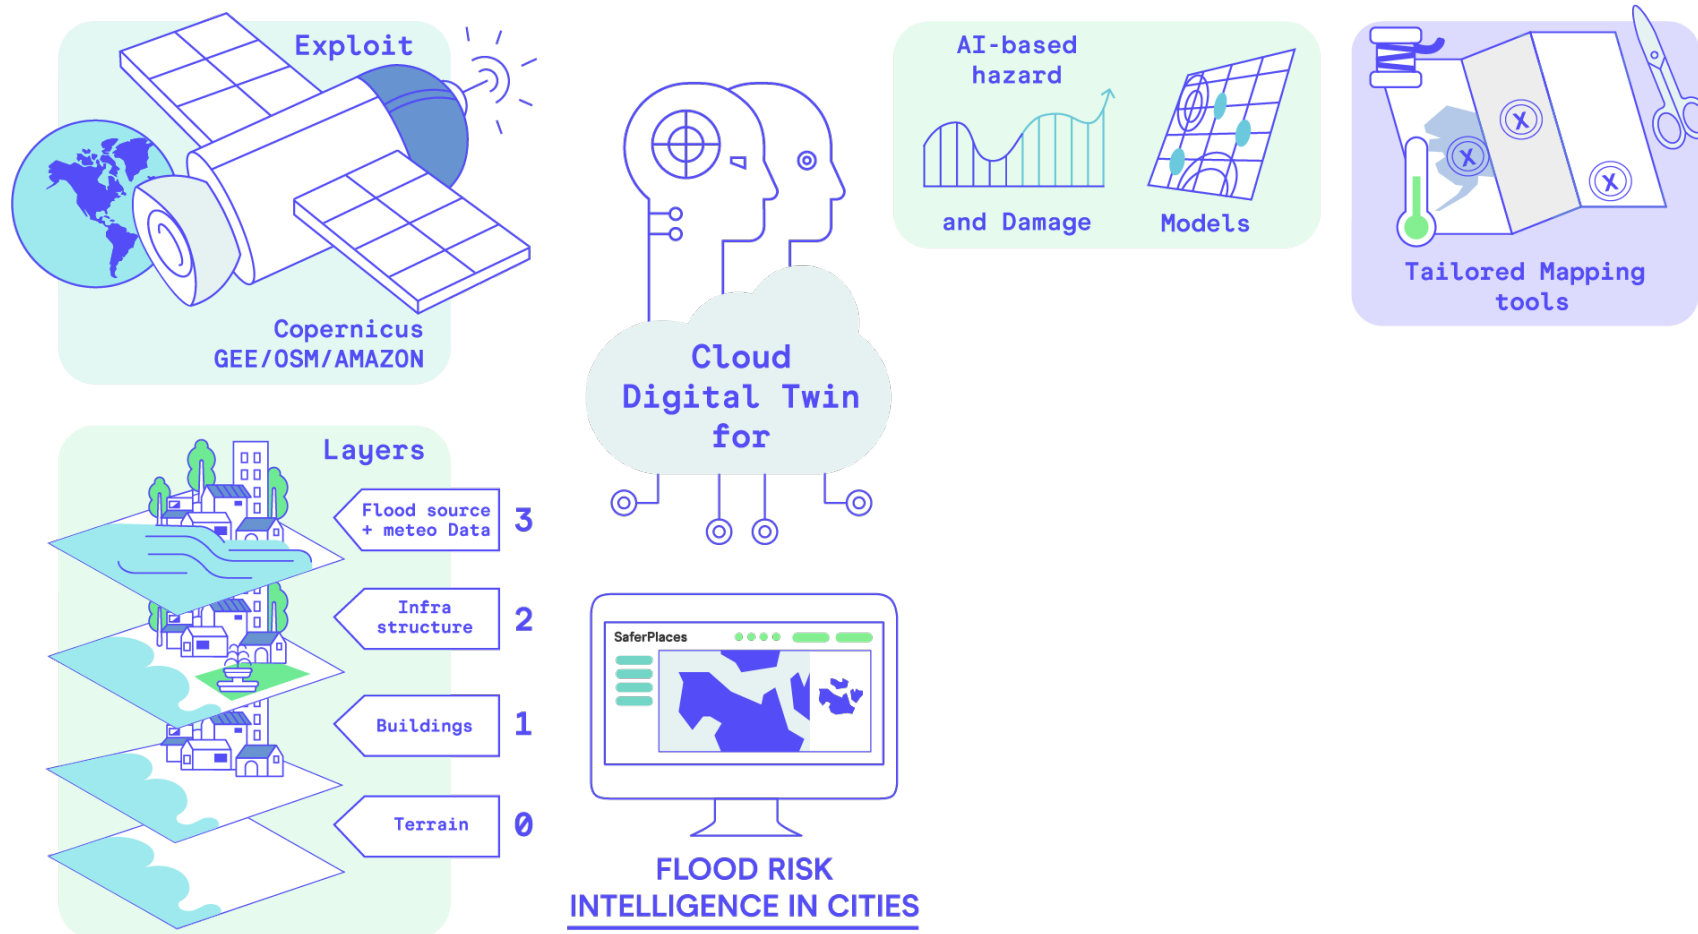 Exploit
Copernicus
GEE/OSM/AMAZON
Layers
Flood source
+ meteo Data
3
Infra
structure
2
Buildings
1
Terrain
0
Cloud
Digital Twin
for
SaferPlaces
FLOOD RISK
INTELLIGENCE IN CITIES
AI-based
hazard
and Damage
Models
X
X
X
Tailored Mapping
tools